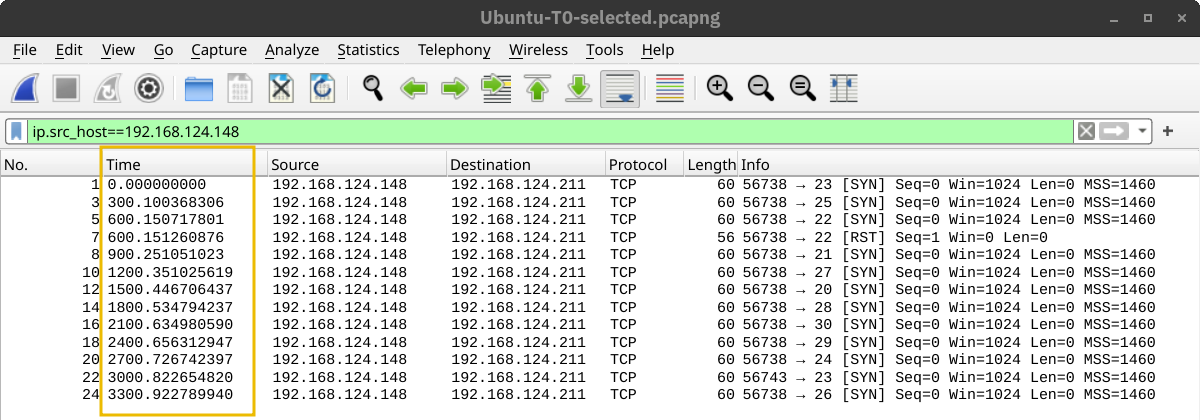 Ubuntu-T0-selected.pcapng
File Edit View Go Capture Analyze Statistics Telephony Wireless Tools Help
ip.src_host==192.168.124.148
No. Time Source Destination Protocol Length Info
1 0.000000000 192.168.124.148 192.168.124.211 TCP 60 56738 → 23 [SYN] Seq=0 Win=1024 Len=0 MSS=1460
3 300.100368306 192.168.124.148 192.168.124.211 TCP 60 56738 → 25 [SYN] Seq=0 Win=1024 Len=0 MSS=1460
5 600.150717801 192.168.124.148 192.168.124.211 TCP 60 56738 → 22 [SYN] Seq=0 Win=1024 Len=0 MSS=1460
7 600.151260876 192.168.124.148 192.168.124.211 TCP 56 56738 → 22 [RST] Seq=1 Win=0 Len=0
8 900.251051023 192.168.124.148 192.168.124.211 TCP 60 56738 → 21 [SYN] Seq=0 Win=1024 Len=0 MSS=1460
10 1200.351025619 192.168.124.148 192.168.124.211 TCP 60 56738 → 27 [SYN] Seq=0 Win=1024 Len=0 MSS=1460
12 1500.446706437 192.168.124.148 192.168.124.211 TCP 60 56738 → 20 [SYN] Seq=0 Win=1024 Len=0 MSS=1460
14 1800.534794237 192.168.124.148 192.168.124.211 TCP 60 56738 → 28 [SYN] Seq=0 Win=1024 Len=0 MSS=1460
16 2100.634980590 192.168.124.148 192.168.124.211 TCP 60 56738 → 30 [SYN] Seq=0 Win=1024 Len=0 MSS=1460
18 2400.656312947 192.168.124.148 192.168.124.211 TCP 60 56738 → 29 [SYN] Seq=0 Win=1024 Len=0 MSS=1460
20 2700.726742397 192.168.124.148 192.168.124.211 TCP 60 56738 → 24 [SYN] Seq=0 Win=1024 Len=0 MSS=1460
22 3000.822654820 192.168.124.148 192.168.124.211 TCP 60 56743 → 23 [SYN] Seq=0 Win=1024 Len=0 MSS=1460
24 3300.922789940 192.168.124.148 192.168.124.211 TCP 60 56738 → 26 [SYN] Seq=0 Win=1024 Len=0 MSS=1460